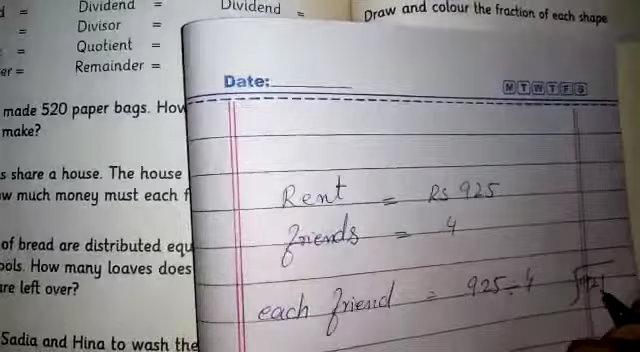 Dividend =
Dividend =
Divisor =
Quotient =
Remainder =
Draw and colour the fraction of each shape
made 520 paper bags. How
make?
share a house. The house
much money must each
of bread are distributed equ
How many loaves does
are left over?
Sadia and Hina to wash the
Date:
M T W T F S
Rent = Rs 925
friends = 4
each friend = 925÷4